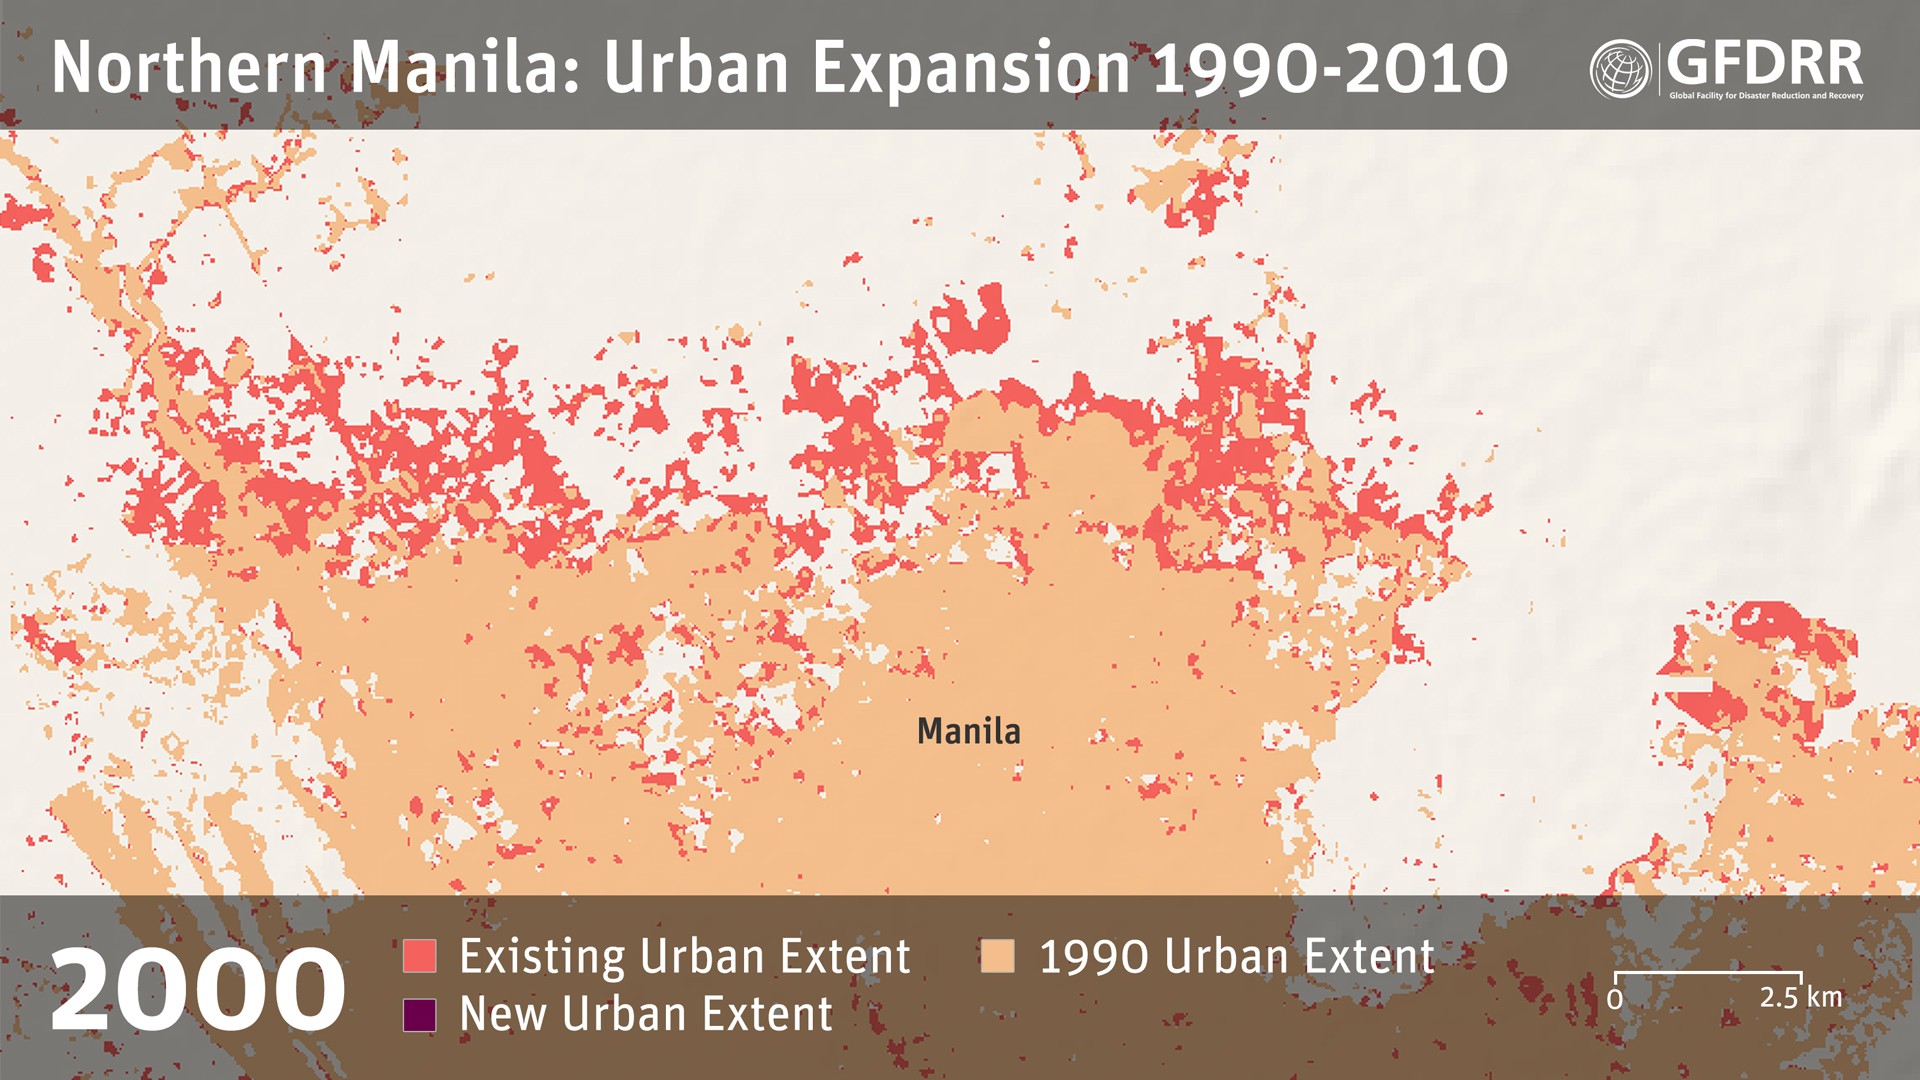 Northern Manila: Urban Expansion 1990-2010
GFDRR
Global Facility for Disaster Reduction and Recovery
Manila
2000
Existing Urban Extent
1990 Urban Extent
New Urban Extent
0
2.5 km